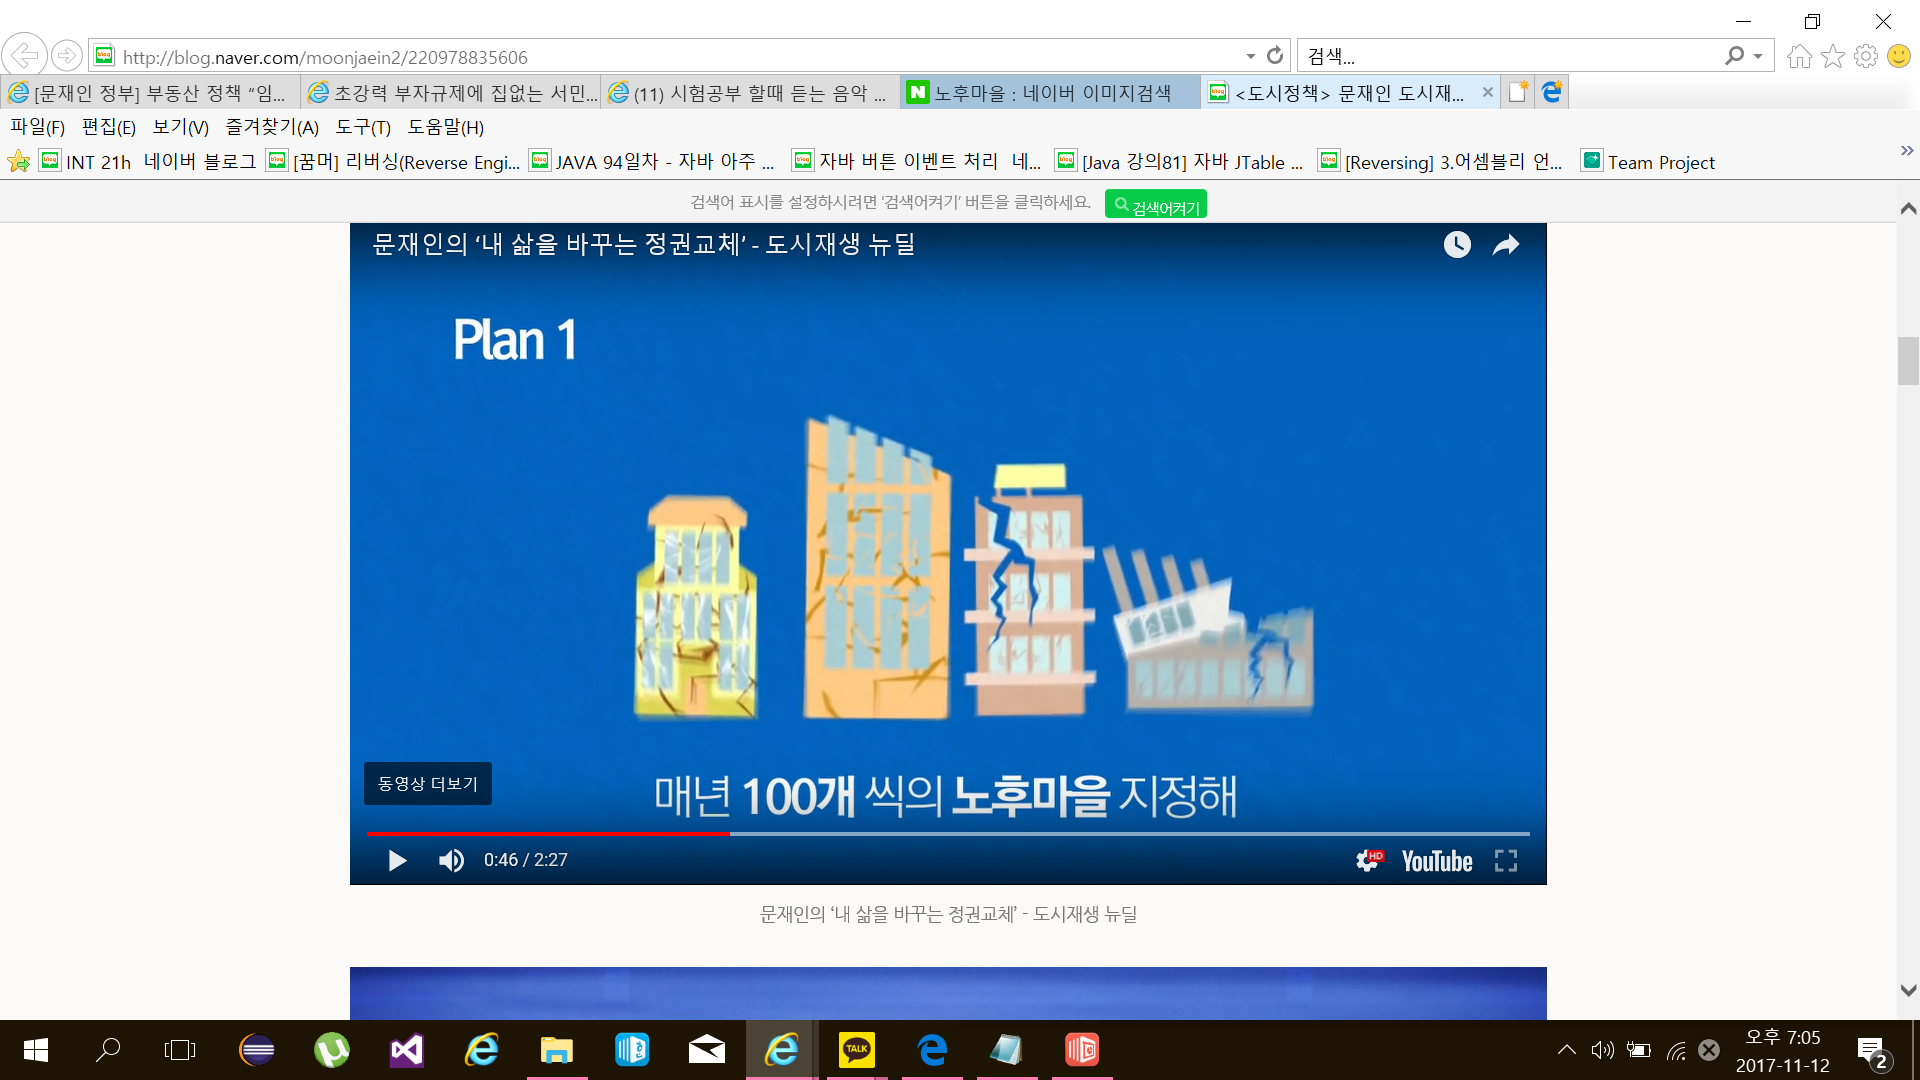 http://blog.naver.com/moonjaein2/220978835606
검색...
[문재인 정부] 부동산 정책 “임...
초강력 부자규제에 집없는 서민...
(11) 시험공부 할때 듣는 음악 ...
노후마을 : 네이버 이미지검색
<도시정책> 문재인 도시재...
파일(F) 편집(E) 보기(V) 즐겨찾기(A) 도구(T) 도움말(H)
INT 21h 네이버 블로그
[꿈머] 리버싱(Reverse Engi...
JAVA 94일차 - 자바 아주 ...
자바 버튼 이벤트 처리 네...
[Java 강의81] 자바 JTable ...
[Reversing] 3.어셈블리 언...
Team Project
검색어 표시를 설정하시려면 '검색어켜기' 버튼을 클릭하세요.
검색어켜기
문재인의 ‘내 삶을 바꾸는 정권교체’ - 도시재생 뉴딜
Plan 1
동영상 더보기
매년 100개 씩의 노후마을 지정해
0:46 / 2:27
HD
YouTube
문재인의 ‘내 삶을 바꾸는 정권교체’ - 도시재생 뉴딜
TALK
오후 7:05
2017-11-12
2